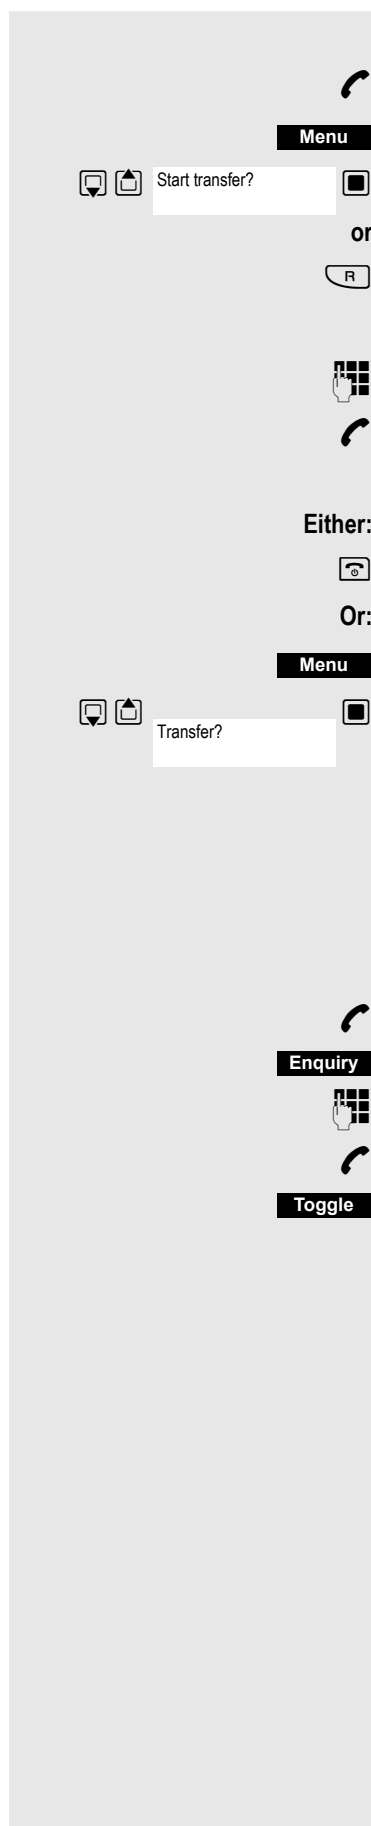 Menu
Start transfer?
or
R
Either:
Or:
Menu
Transfer?
Enquiry
Toggle